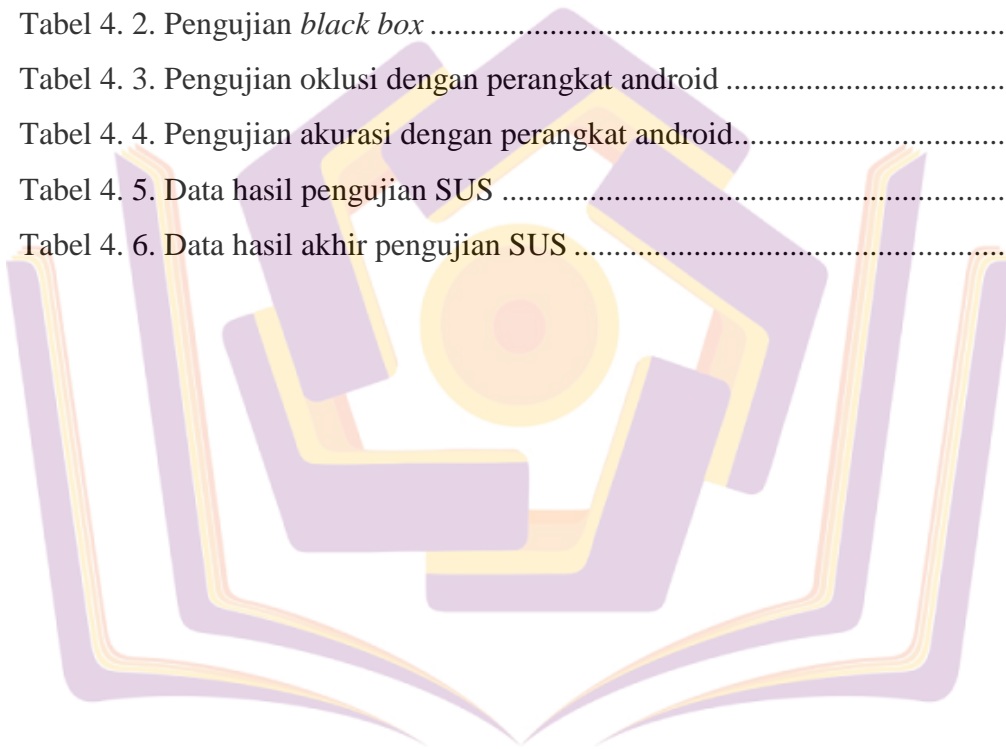 Tabel 4. 2. Pengujian black box ............................................................
Tabel 4. 3. Pengujian oklusi dengan perangkat android .............................
Tabel 4. 4. Pengujian akurasi dengan perangkat android............................
Tabel 4. 5. Data hasil pengujian SUS .....................................................
Tabel 4. 6. Data hasil akhir pengujian SUS .............................................